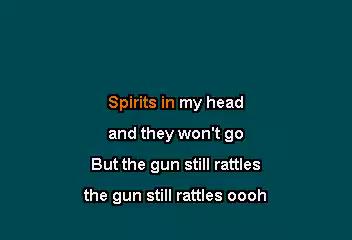 Spirits in my head
and they won't go
But the gun still rattles
the gun still rattles oooh